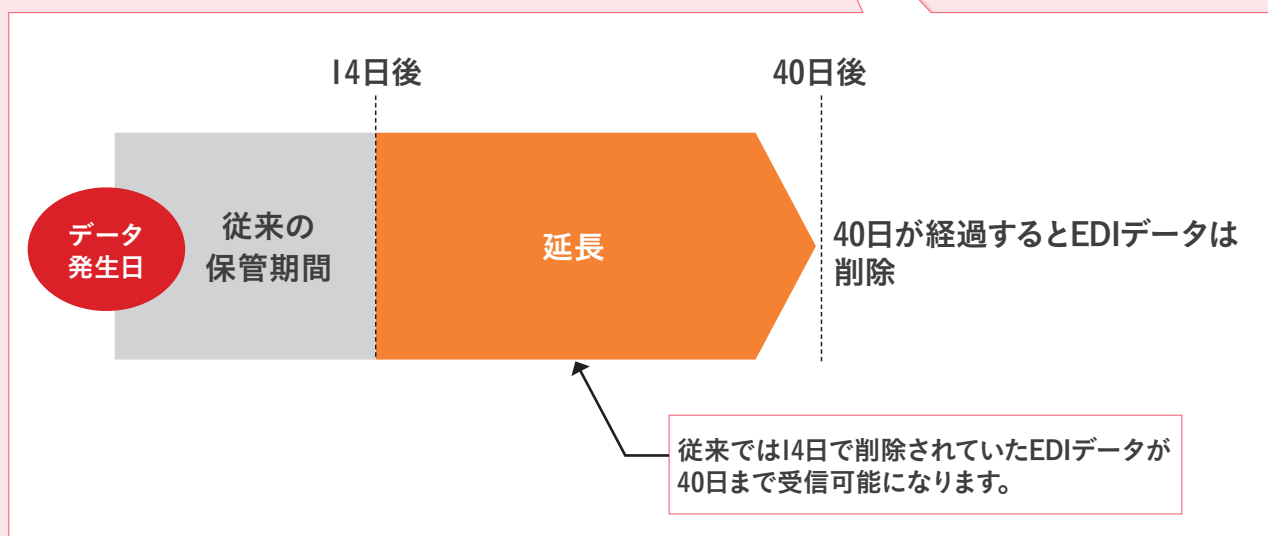 14日後
40日後
データ
発生日
従来の
保管期間
延長
40日が経過するとEDIデータは
削除
従来では14日で削除されていたEDIデータが
40日まで受信可能になります。